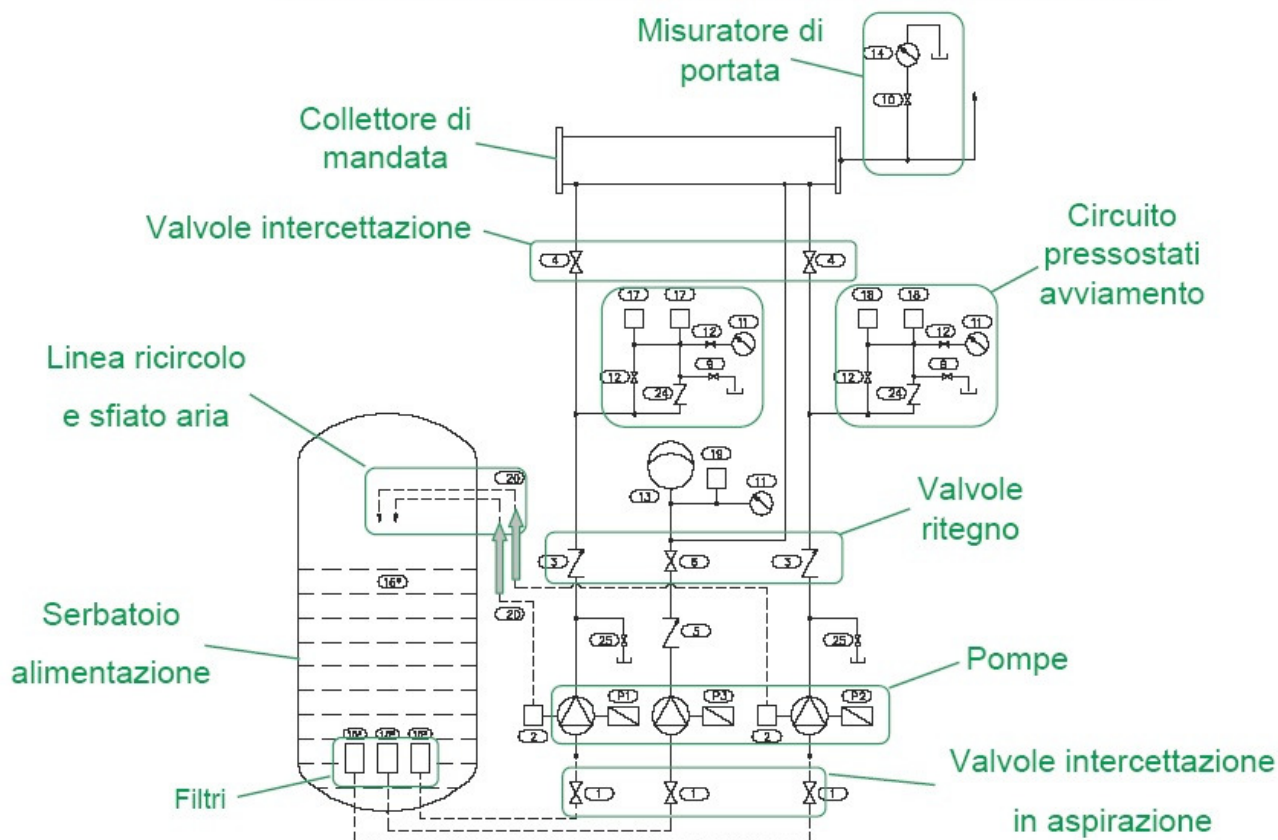 Misuratore di
portata
14
10
Collettore di
mandata
Valvole intercettazione
4
4
Circuito
pressostati
avviamento
17
17
12
11
9
12
24
18
18
12
11
8
12
24
Linea ricircolo
e sfiato aria
20
19
13
11
Valvole
ritegno
3
6
3
16*
20
5
25
25
Serbatoio
alimentazione
Pompe
P1
P3
P2
2
2
Filtri
1
1
1
Valvole intercettazione
in aspirazione